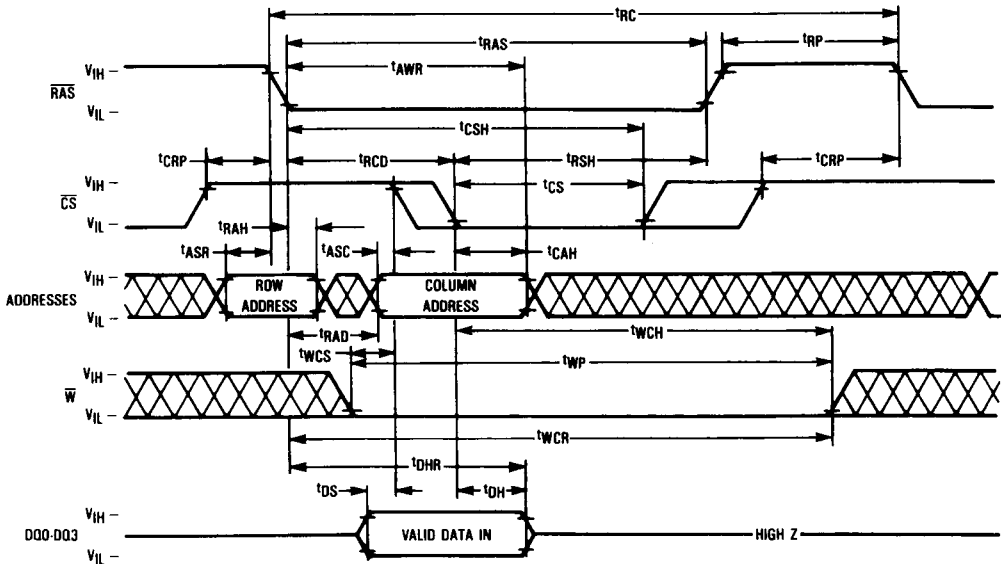 tRC
tRAS
tRP
tAWR
VIH
RAS
VIL
tCSH
tCRP
tRCD
tRSH
tCRP
VIH
CS
VIL
tCS
tRAH
tASR
tASC
tCAH
VIH
ADDRESSES
VIL
ROW
ADDRESS
COLUMN
ADDRESS
tRAD
tWCH
tWCS
tWP
VIH
W
VIL
tWCR
tDHR
tDS
tDH
VIH
DQ0-DQ3
VIL
VALID DATA IN
HIGH Z